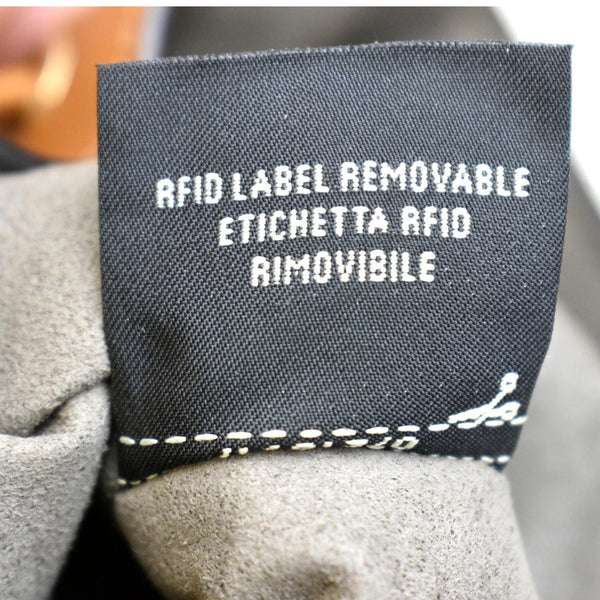 RFID LABEL REMOVABLE
ETICHETTA RFID
RIMOVIBILE